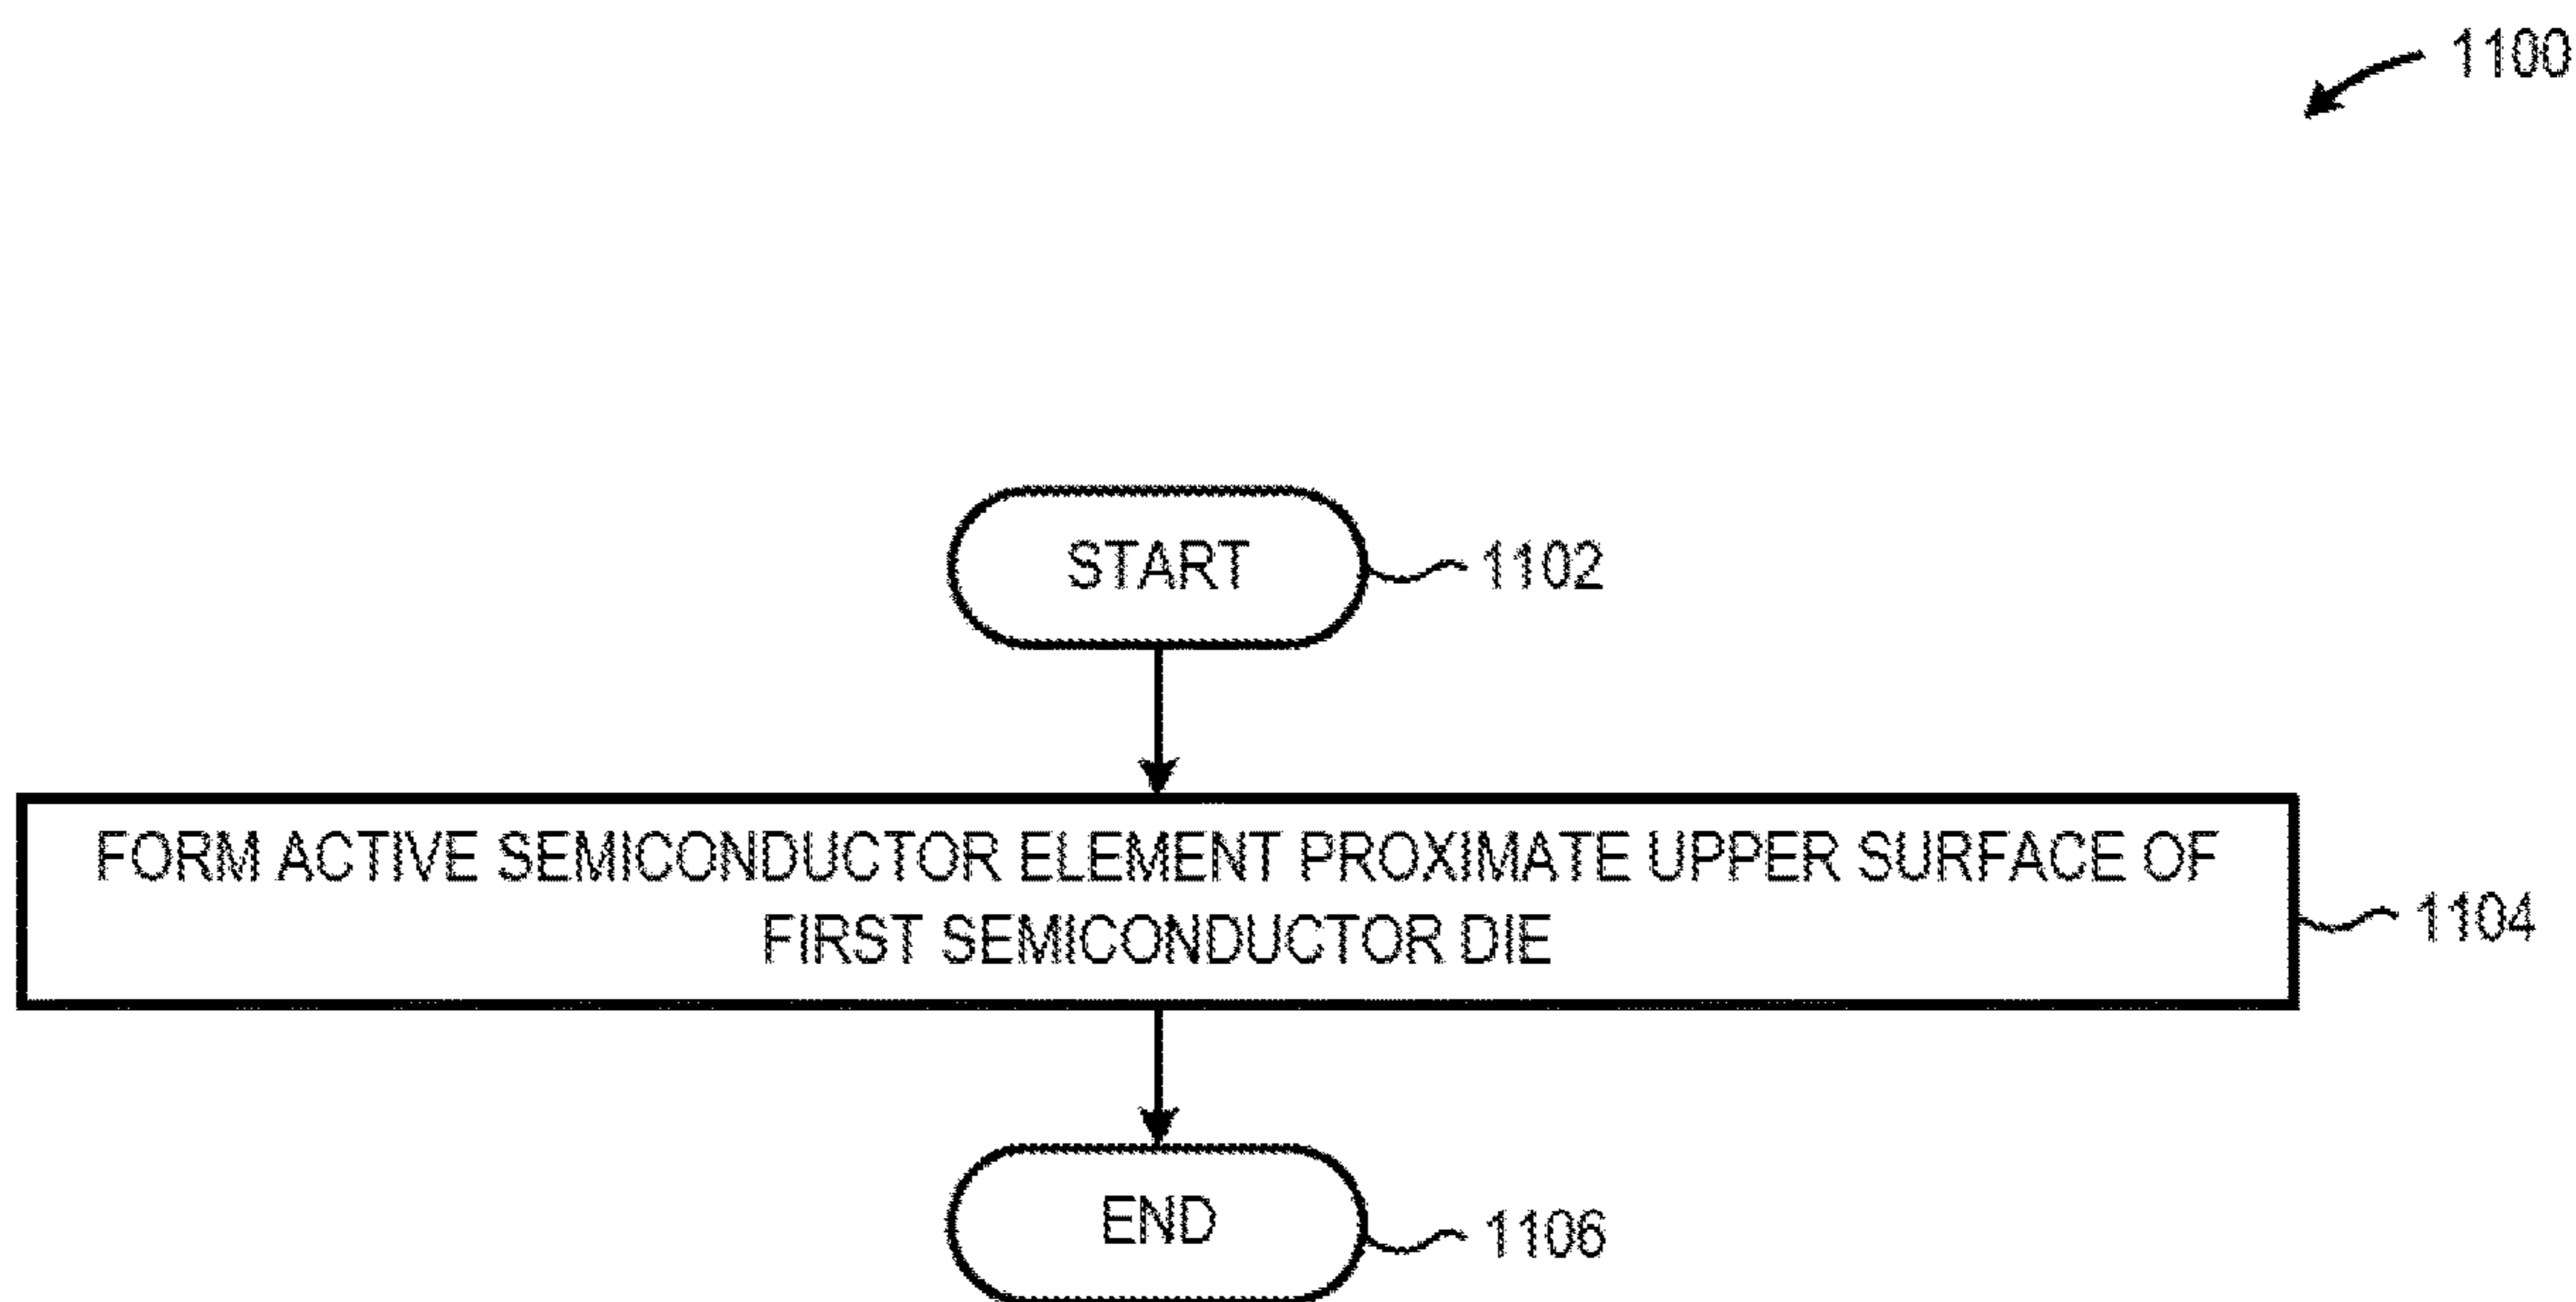 1100
START
1102
FORM ACTIVE SEMICONDUCTOR ELEMENT PROXIMATE UPPER SURFACE OF
FIRST SEMICONDUCTOR DIE
1104
END
1106